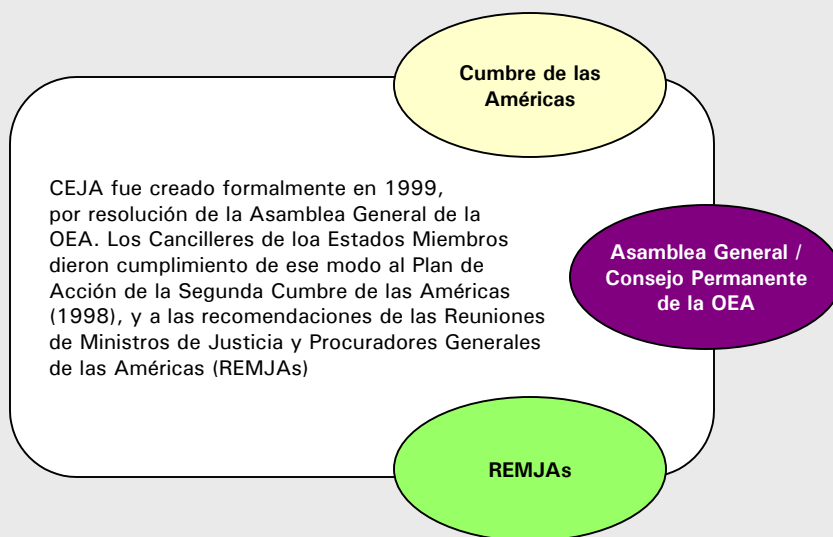 Cumbre de las
Américas
CEJA fue creado formalmente en 1999,
por resolución de la Asamblea General de la
OEA. Los Cancilleres de loa Estados Miembros
dieron cumplimiento de ese modo al Plan de
Acción de la Segunda Cumbre de las Américas
(1998), y a las recomendaciones de las Reuniones
de Ministros de Justicia y Procuradores Generales
de las Américas (REMJAs)
Asamblea General /
Consejo Permanente
de la OEA
REMJAs